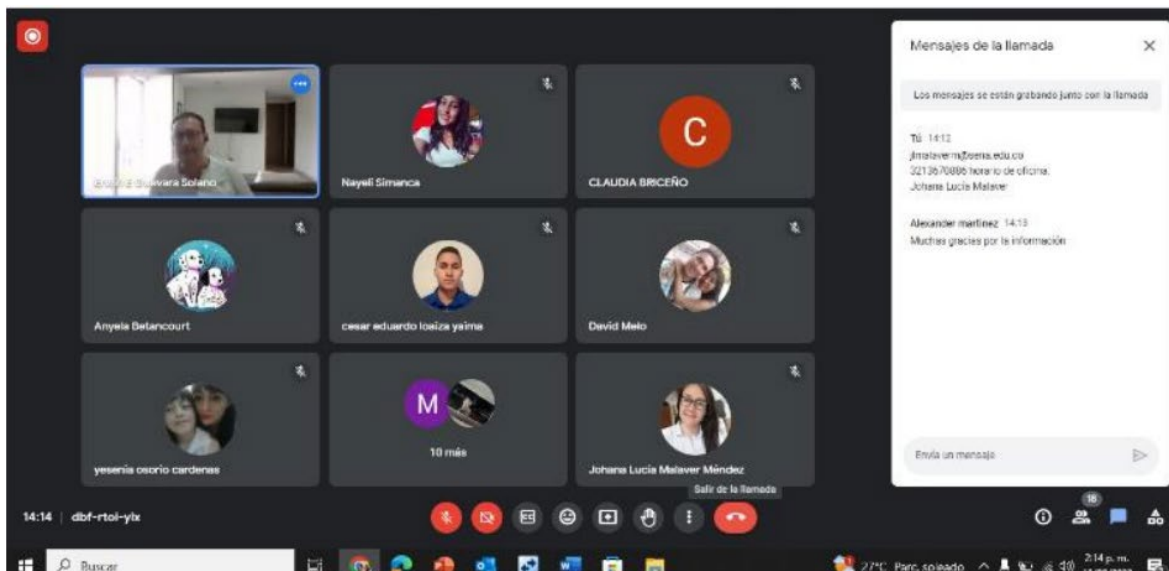 Mensajes de la llamada
Los mensajes se están grabando junto con la llamada
Tú 14:12
jlmalaverm@sena.edu.co
3213670886 horario de oficina.
Johana Lucía Malaver
Alexander martinez 14:13
Muchas gracias por la información
Envía un mensaje
Solano
Nayeli Simanca
C
CLAUDIA BRICEÑO
Anyela Betancourt
cesar eduardo loaiza yaima
David Melo
yesenia osorio cardenas
M
10 más
Johana Lucía Malaver Méndez
Salir de la llamada
14:14 | dbf-rtoi-ylx
18
Buscar
27°C Parc. soleado
2:14 p. m.